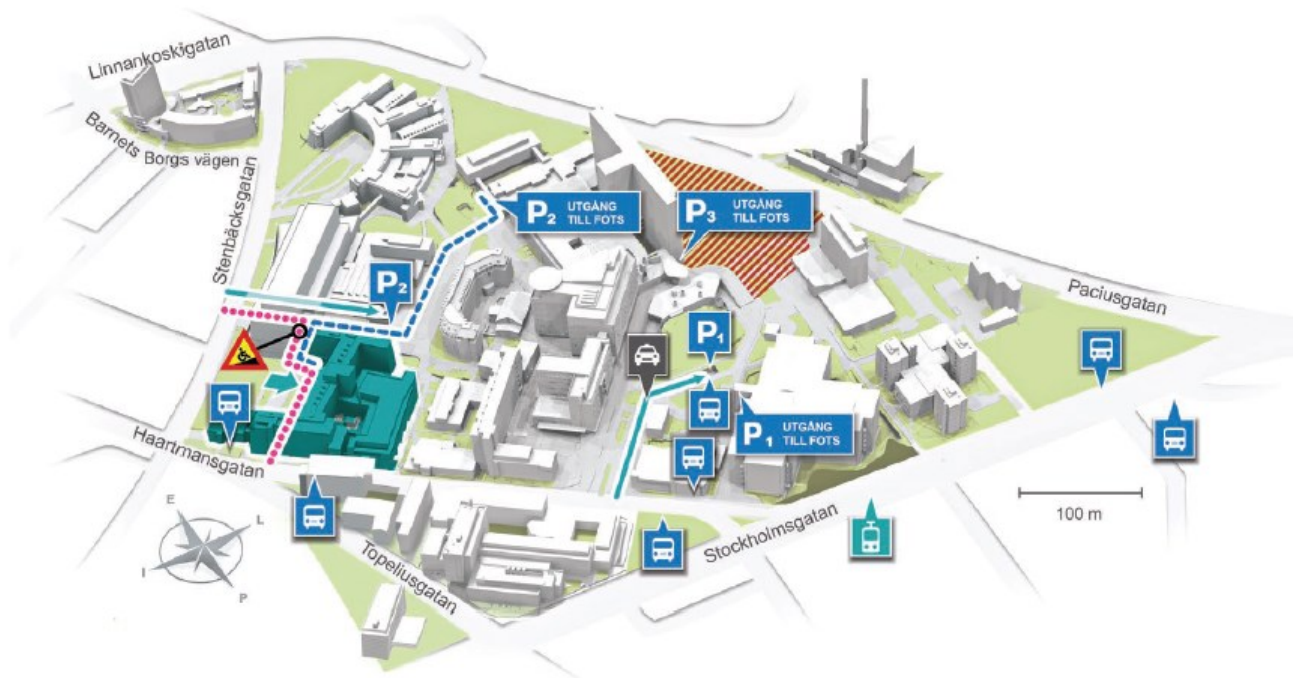 Linnankoskigatan
Barnets
Borgs vägen
Stenbäcksgatan
P2 UTGÅNG
TILL FOTS
P3 UTGÅNG
TILL FOTS
P2
Paciusgatan
P1
P1 UTGÅNG
TILL FOTS
Haartmansgatan
E
L
I
P
100 m
Stockholmsgatan
Topeliusgatan